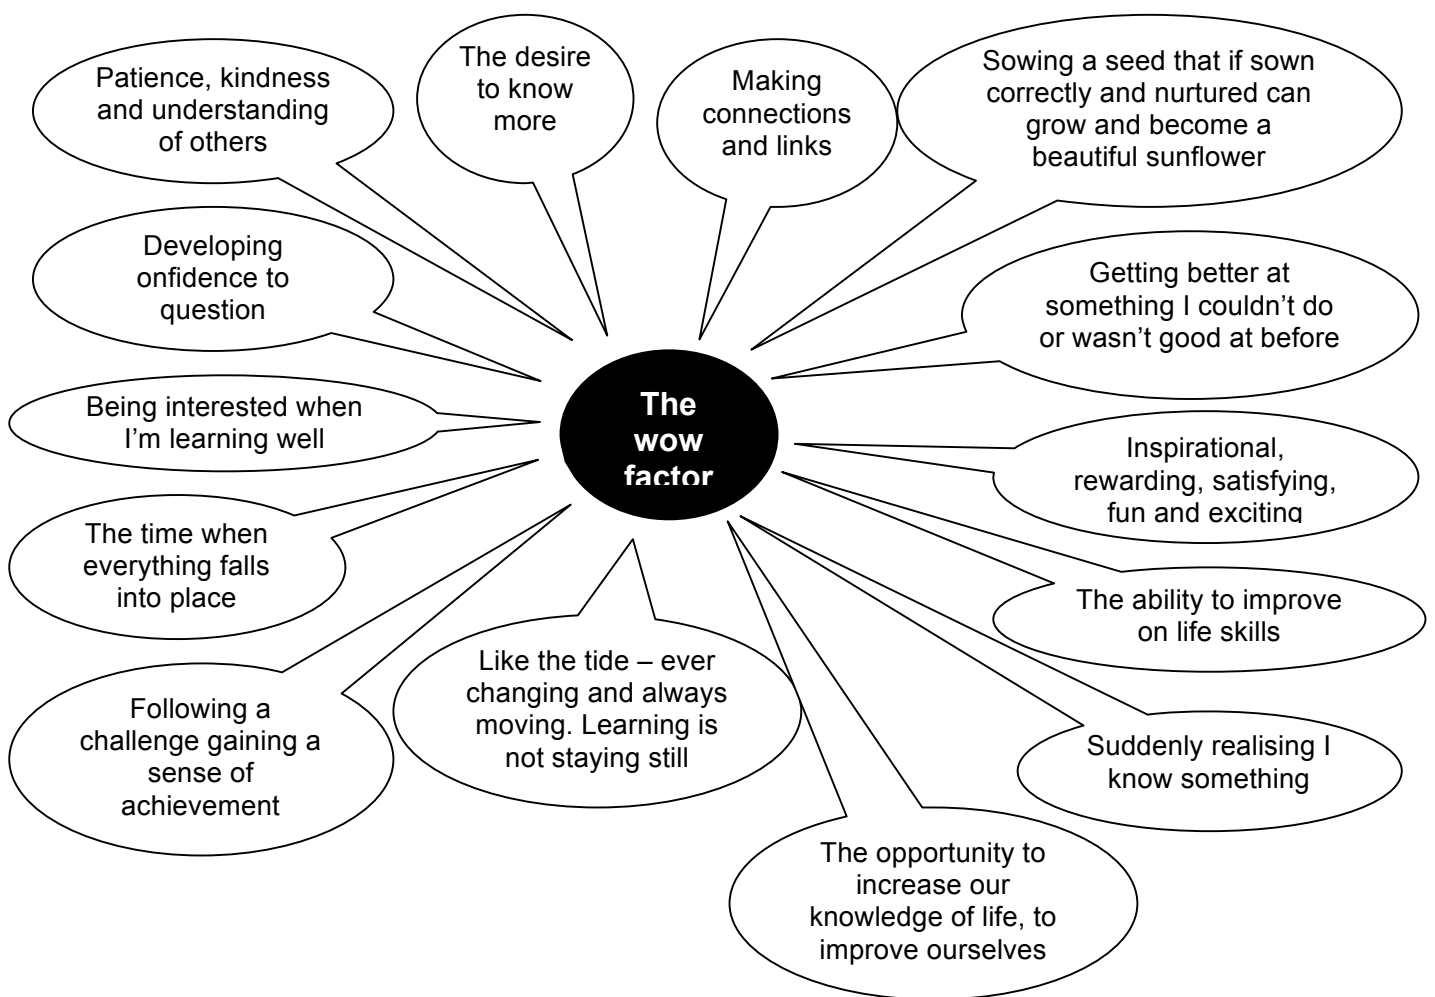 Patience, kindness
and understanding
of others
The desire
to know
more
Making
connections
and links
Sowing a seed that if sown
correctly and nurtured can
grow and become a
beautiful sunflower
Developing
onfidence to
question
Getting better at
something I couldn’t do
or wasn’t good at before
Being interested when
I’m learning well
The
wow
factor
Inspirational,
rewarding, satisfying,
fun and exciting
The time when
everything falls
into place
The ability to improve
on life skills
Following a
challenge gaining a
sense of
achievement
Like the tide – ever
changing and always
moving. Learning is
not staying still
Suddenly realising I
know something
The opportunity to
increase our
knowledge of life, to
improve ourselves